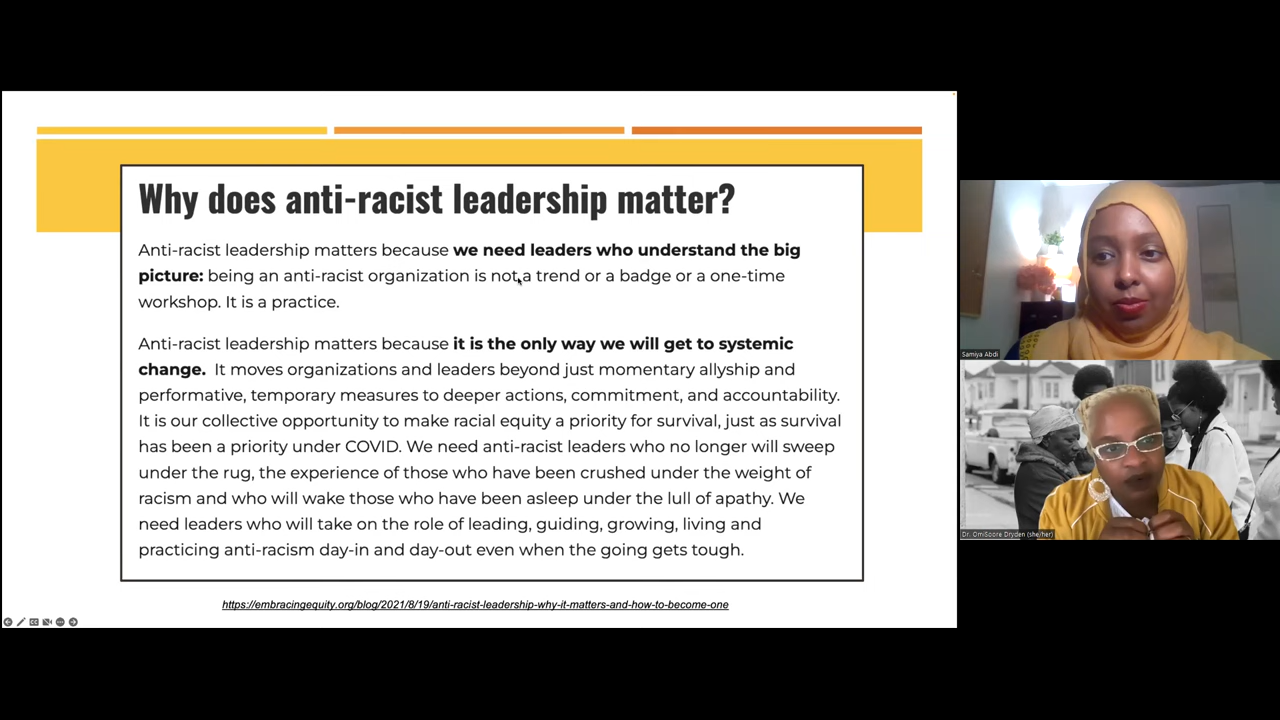 Why does anti-racist leadership matter?
Anti-racist leadership matters because we need leaders who understand the big
picture: being an anti-racist organization is not a trend or a badge or a one-time
workshop. It is a practice.
Anti-racist leadership matters because it is the only way we will get to systemic
change. It moves organizations and leaders beyond just momentary allyship and
performative, temporary measures to deeper actions, commitment, and accountability.
It is our collective opportunity to make racial equity a priority for survival, just as survival
has been a priority under COVID. We need anti-racist leaders who no longer will sweep
under the rug, the experience of those who have been crushed under the weight of
racism and who will wake those who have been asleep under the lull of apathy. We
need leaders who will take on the role of leading, guiding, growing, living and
practicing anti-racism day-in and day-out even when the going gets tough.
https://embracingequity.org/blog/2021/8/19/anti-racist-leadership-why-it-matters-and-how-to-become-one
Samiya Abdi
Dr. OmiSoore Dryden (she/her)